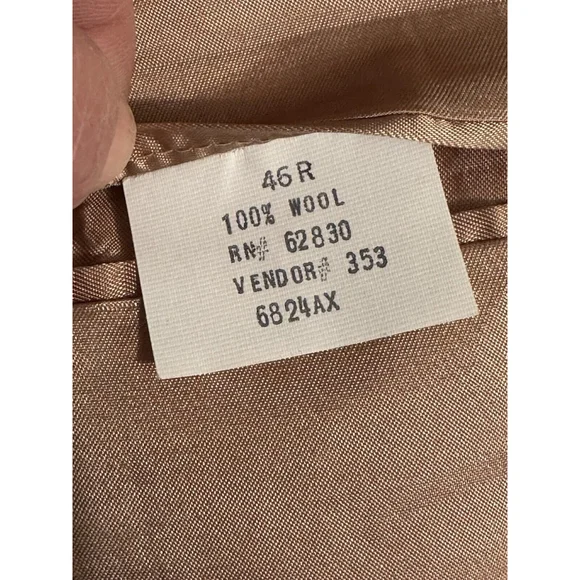 46R
100% WOOL
RN# 62830
VENDOR# 353
6824AX